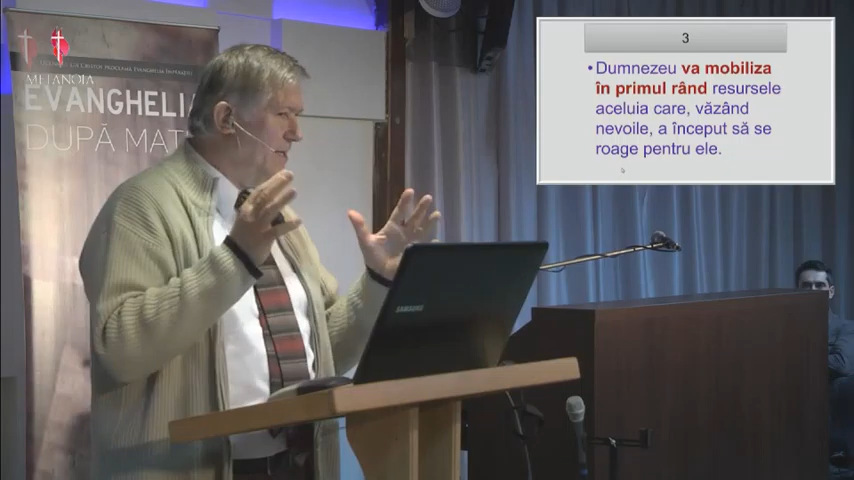 METANOIA
EVANGHELIA
DUPĂ MAT
3
•Dumnezeu va mobiliza
în primul rând resursele
aceluia care, văzând
nevoile, a început să se
roage pentru ele.
SAMSUNG